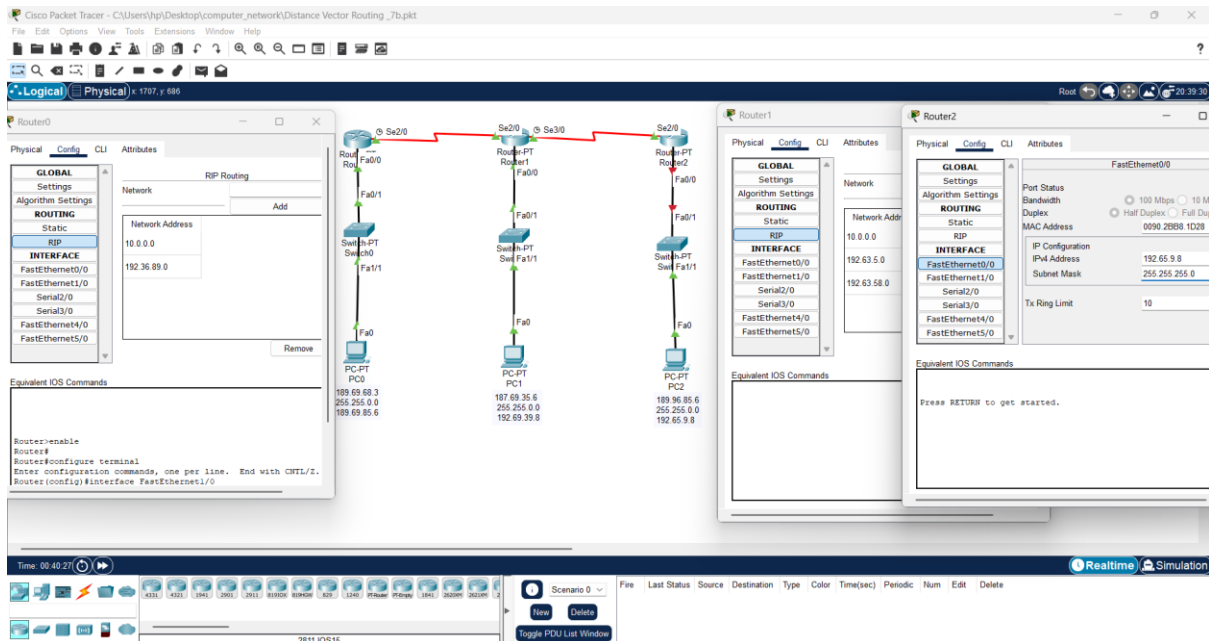 Cisco Packet Tracer - C:\Users\hp\Desktop\computer_network\Distance Vector Routing _7b.pkt
File Edit Options View Tools Extensions Window Help
?
Logical Physical x: 1707, y: 686 Root 20:39:30
Router0
Physical Config CLI Attributes
GLOBAL
Settings
Algorithm Settings
ROUTING
Static
RIP
INTERFACE
FastEthernet0/0
FastEthernet1/0
Serial2/0
Serial3/0
FastEthernet4/0
FastEthernet5/0
RIP Routing
Network
Add
Network Address
10.0.0.0
192.36.89.0
Remove
Equivalent IOS Commands
Router>enable
Router#
Router#configure terminal
Enter configuration commands, one per line. End with CNTL/Z.
Router(config)#interface FastEthernet1/0
Se2/0
Fa0/0
Fa0/1
Switch-PT
Switch0
Fa1/1
Fa0
PC-PT
PC0
189.69.68.3
255.255.0.0
189.69.85.6
Se2/0 Se3/0
Router-PT
Router1
Fa0/0
Fa0/1
Switch-PT
Fa1/1
Fa0
PC-PT
PC1
187.69.35.6
255.255.0.0
192.69.39.8
Se2/0
Router-PT
Router2
Fa0/0
Fa0/1
Switch-PT
Fa1/1
Fa0
PC-PT
PC2
189.96.85.6
255.255.0.0
192.65.9.8
Router1
Physical Config CLI Attributes
GLOBAL
Settings
Algorithm Settings
ROUTING
Static
RIP
INTERFACE
FastEthernet0/0
FastEthernet1/0
Serial2/0
Serial3/0
FastEthernet4/0
FastEthernet5/0
Network
Network Addr
10.0.0.0
192.63.5.0
192.63.58.0
Equivalent IOS Commands
Router2
Physical Config CLI Attributes
GLOBAL
Settings
Algorithm Settings
ROUTING
Static
RIP
INTERFACE
FastEthernet0/0
FastEthernet1/0
Serial2/0
Serial3/0
FastEthernet4/0
FastEthernet5/0
FastEthernet0/0
Port Status
Bandwidth 100 Mbps 10 M
Duplex Half Duplex Full Dup
MAC Address 0090.2BB8.1D28
IP Configuration
IPv4 Address 192.65.9.8
Subnet Mask 255.255.255.0
Tx Ring Limit 10
Equivalent IOS Commands
Press RETURN to get started.
Time: 00:40:27 Realtime Simulation
4331 4321 1941 2901 2911 819IOX 819HGW 829 1240 PT-Router PT-Empty 1841 2620XM 2621XM
2811 IOS15
Scenario 0
New Delete
Toggle PDU List Window
Fire Last Status Source Destination Type Color Time(sec) Periodic Num Edit Delete